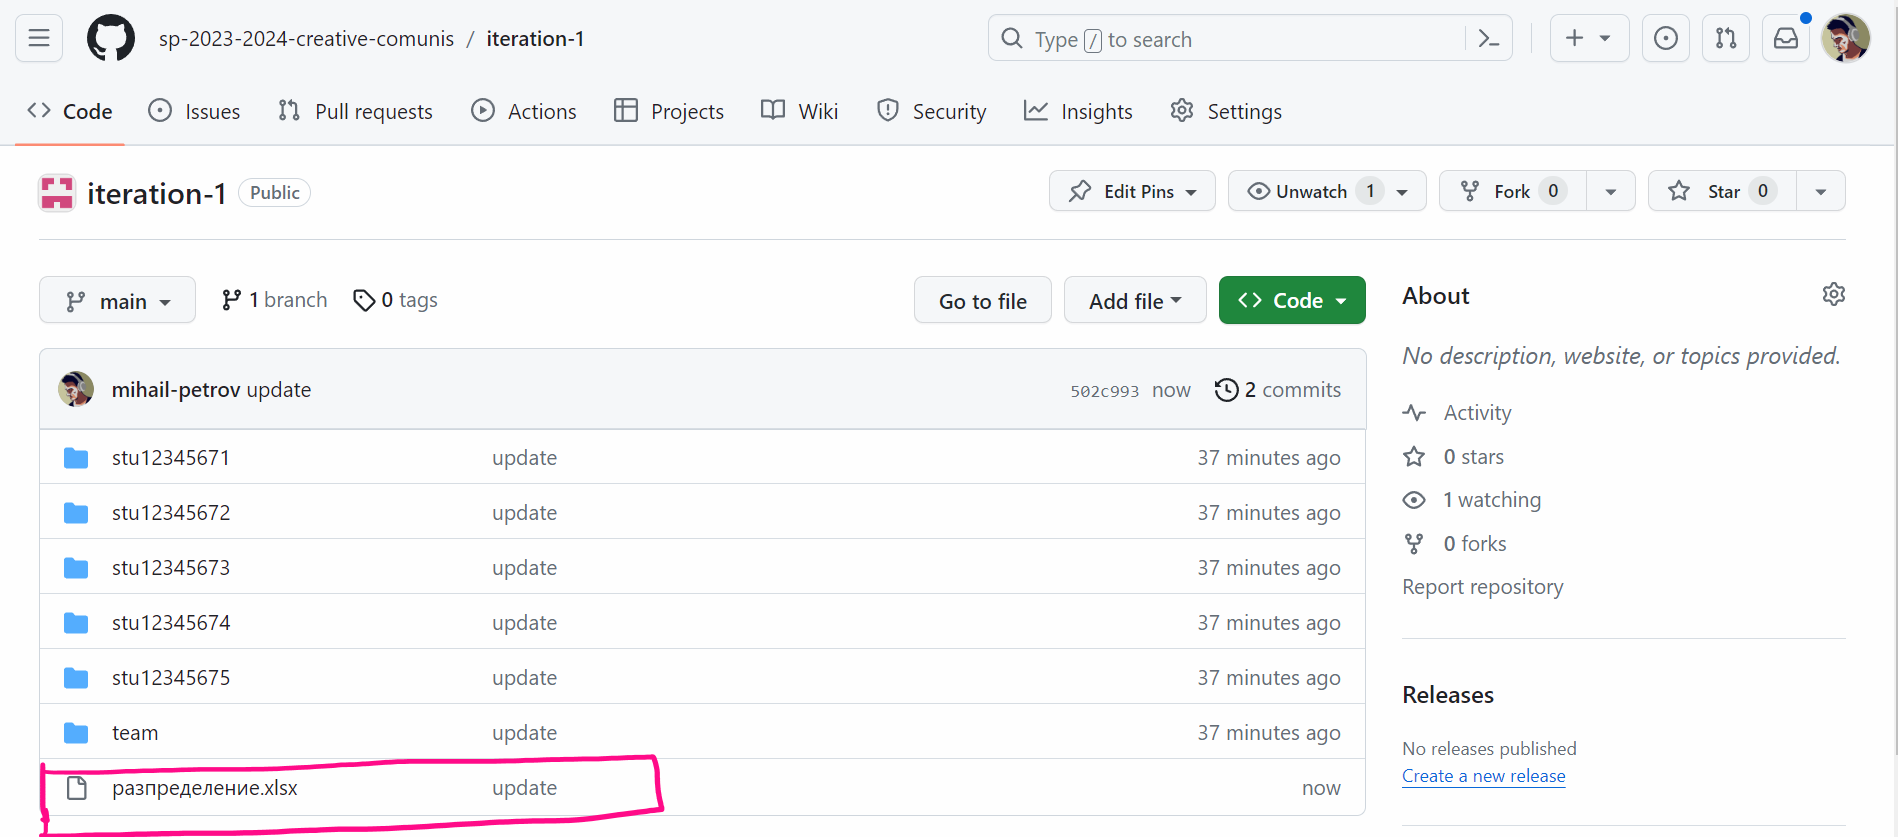 sp-2023-2024-creative-comunis / iteration-1
Type / to search
Code Issues Pull requests Actions Projects Wiki Security Insights Settings
iteration-1 Public
Edit Pins Unwatch 1 Fork 0 Star 0
main 1 branch 0 tags Go to file Add file Code
mihail-petrov update 502c993 now 2 commits
stu12345671 update 37 minutes ago
stu12345672 update 37 minutes ago
stu12345673 update 37 minutes ago
stu12345674 update 37 minutes ago
stu12345675 update 37 minutes ago
team update 37 minutes ago
разпределение.xlsx update now
About
No description, website, or topics provided.
Activity
0 stars
1 watching
0 forks
Report repository
Releases
No releases published
Create a new release